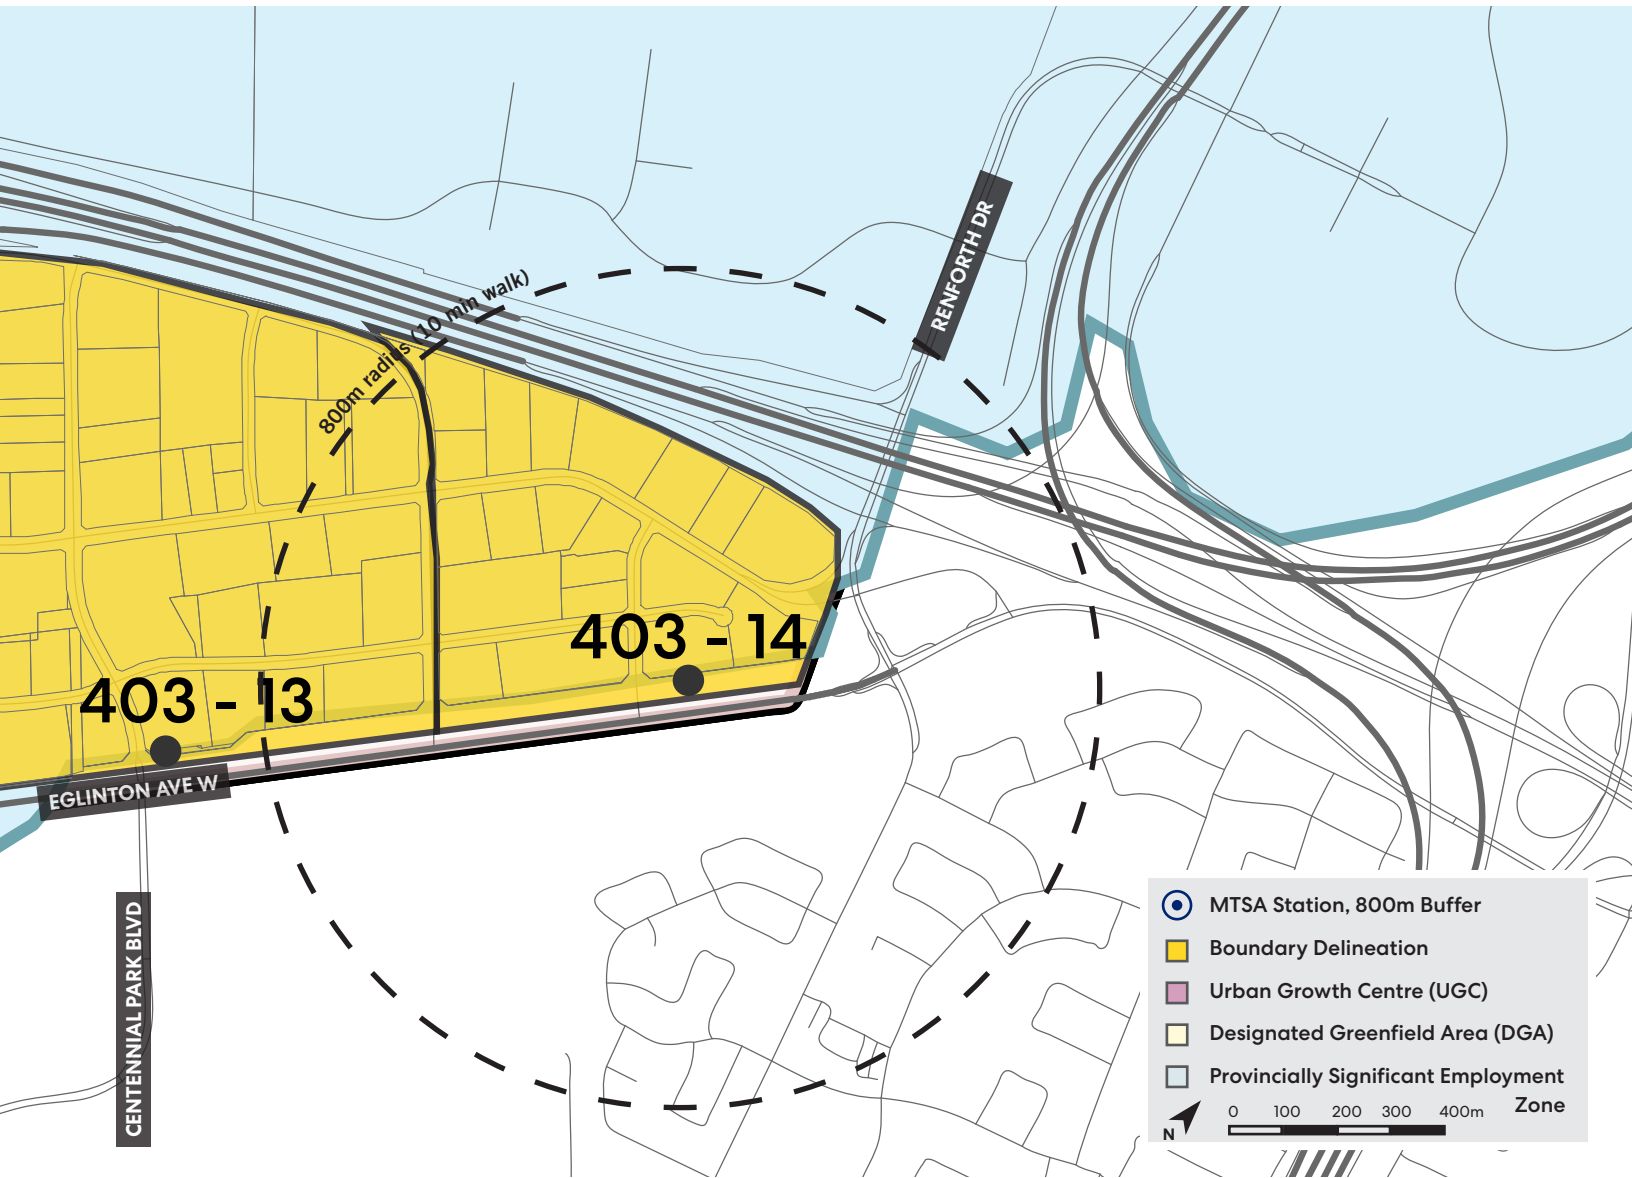 800m radius (10 min walk)
RENFORTH DR
403 - 14
403 - 13
EGLINTON AVE W
CENTENNIAL PARK BLVD
MTSA Station, 800m Buffer
Boundary Delineation
Urban Growth Centre (UGC)
Designated Greenfield Area (DGA)
Provincially Significant Employment
Zone
0 100 200 300 400m
N